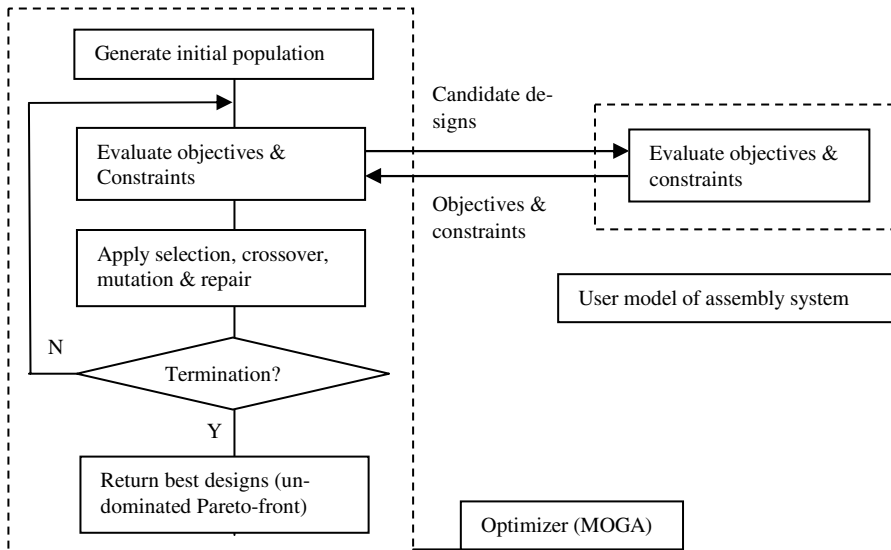 Generate initial population
Candidate de-
signs
Evaluate objectives &
Constraints
Evaluate objectives &
constraints
Objectives &
constraints
Apply selection, crossover,
mutation & repair
User model of assembly system
N
Termination?
Y
Return best designs (un-
dominated Pareto-front)
Optimizer (MOGA)